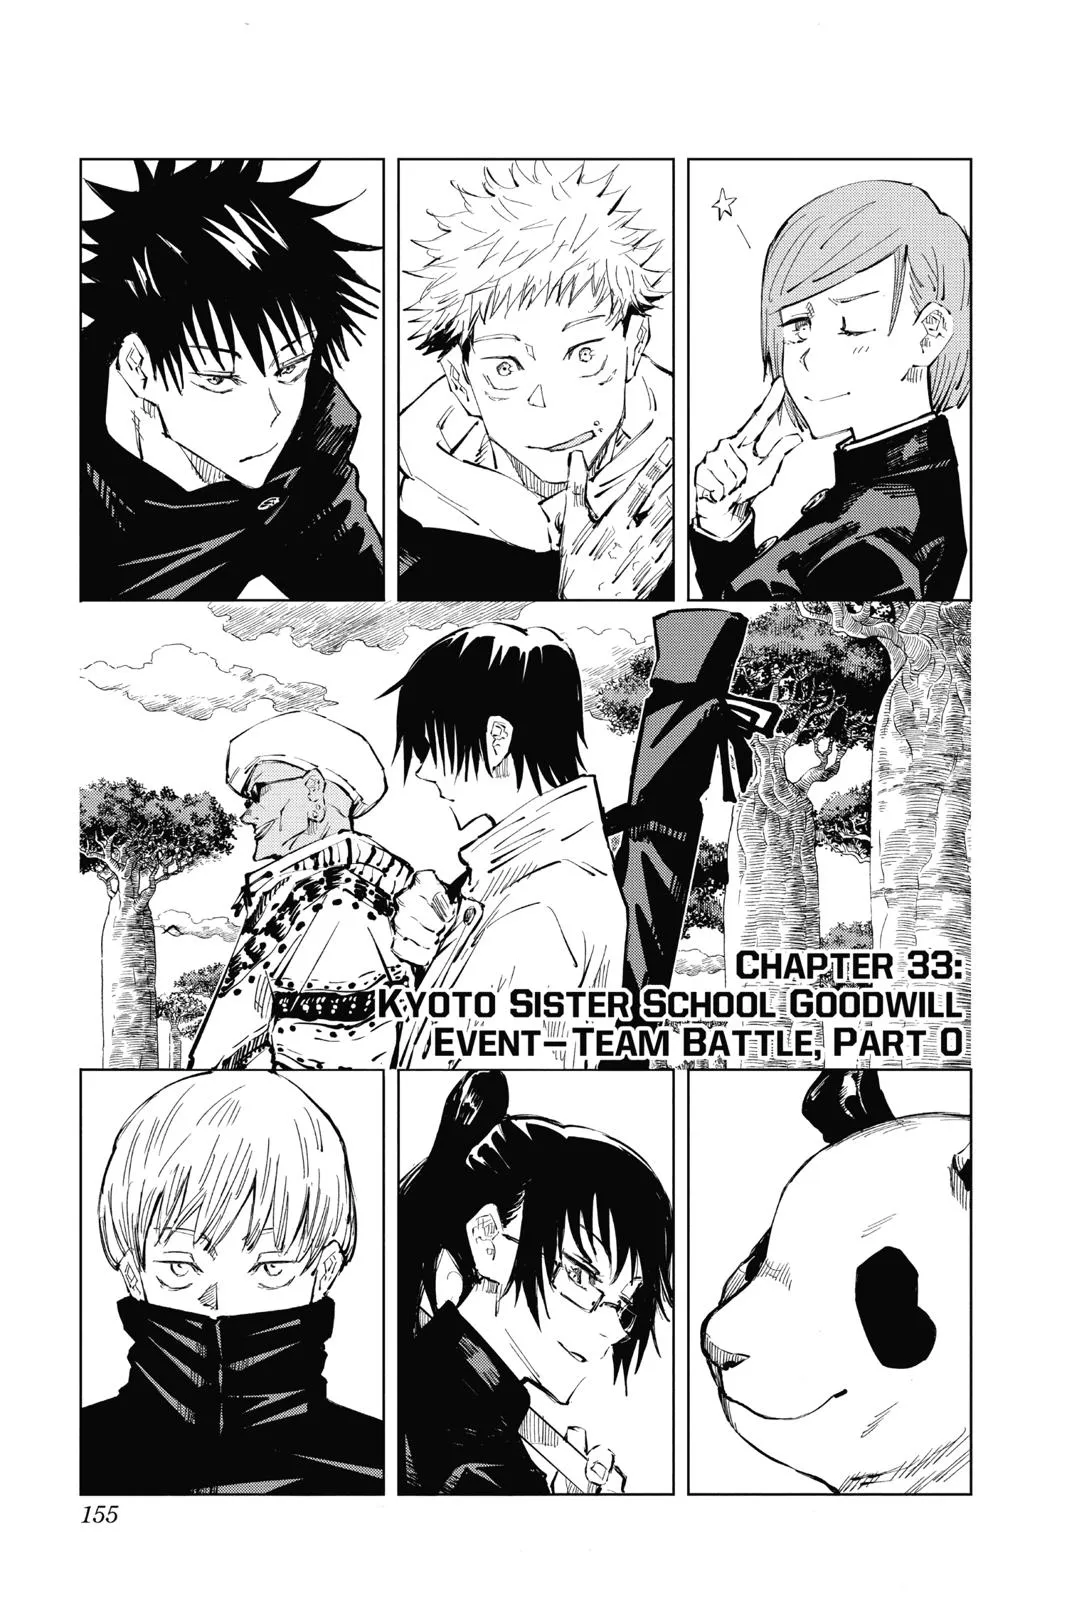 CHAPTER 33:
KYOTO SISTER SCHOOL GOODWILL
EVENT—TEAM BATTLE, PART 0
155